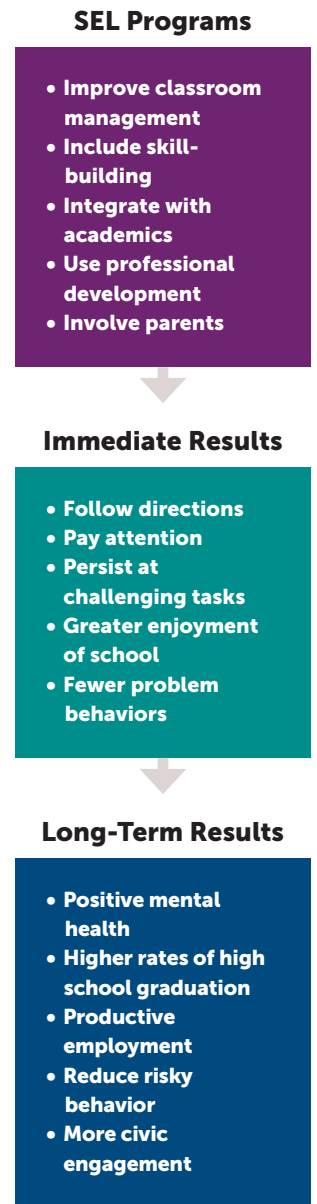 SEL Programs
• Improve classroom
management
• Include skill-
building
• Integrate with
academics
• Use professional
development
• Involve parents
Immediate Results
• Follow directions
• Pay attention
• Persist at
challenging tasks
• Greater enjoyment
of school
• Fewer problem
behaviors
Long-Term Results
• Positive mental
health
• Higher rates of high
school graduation
• Productive
employment
• Reduce risky
behavior
• More civic
engagement